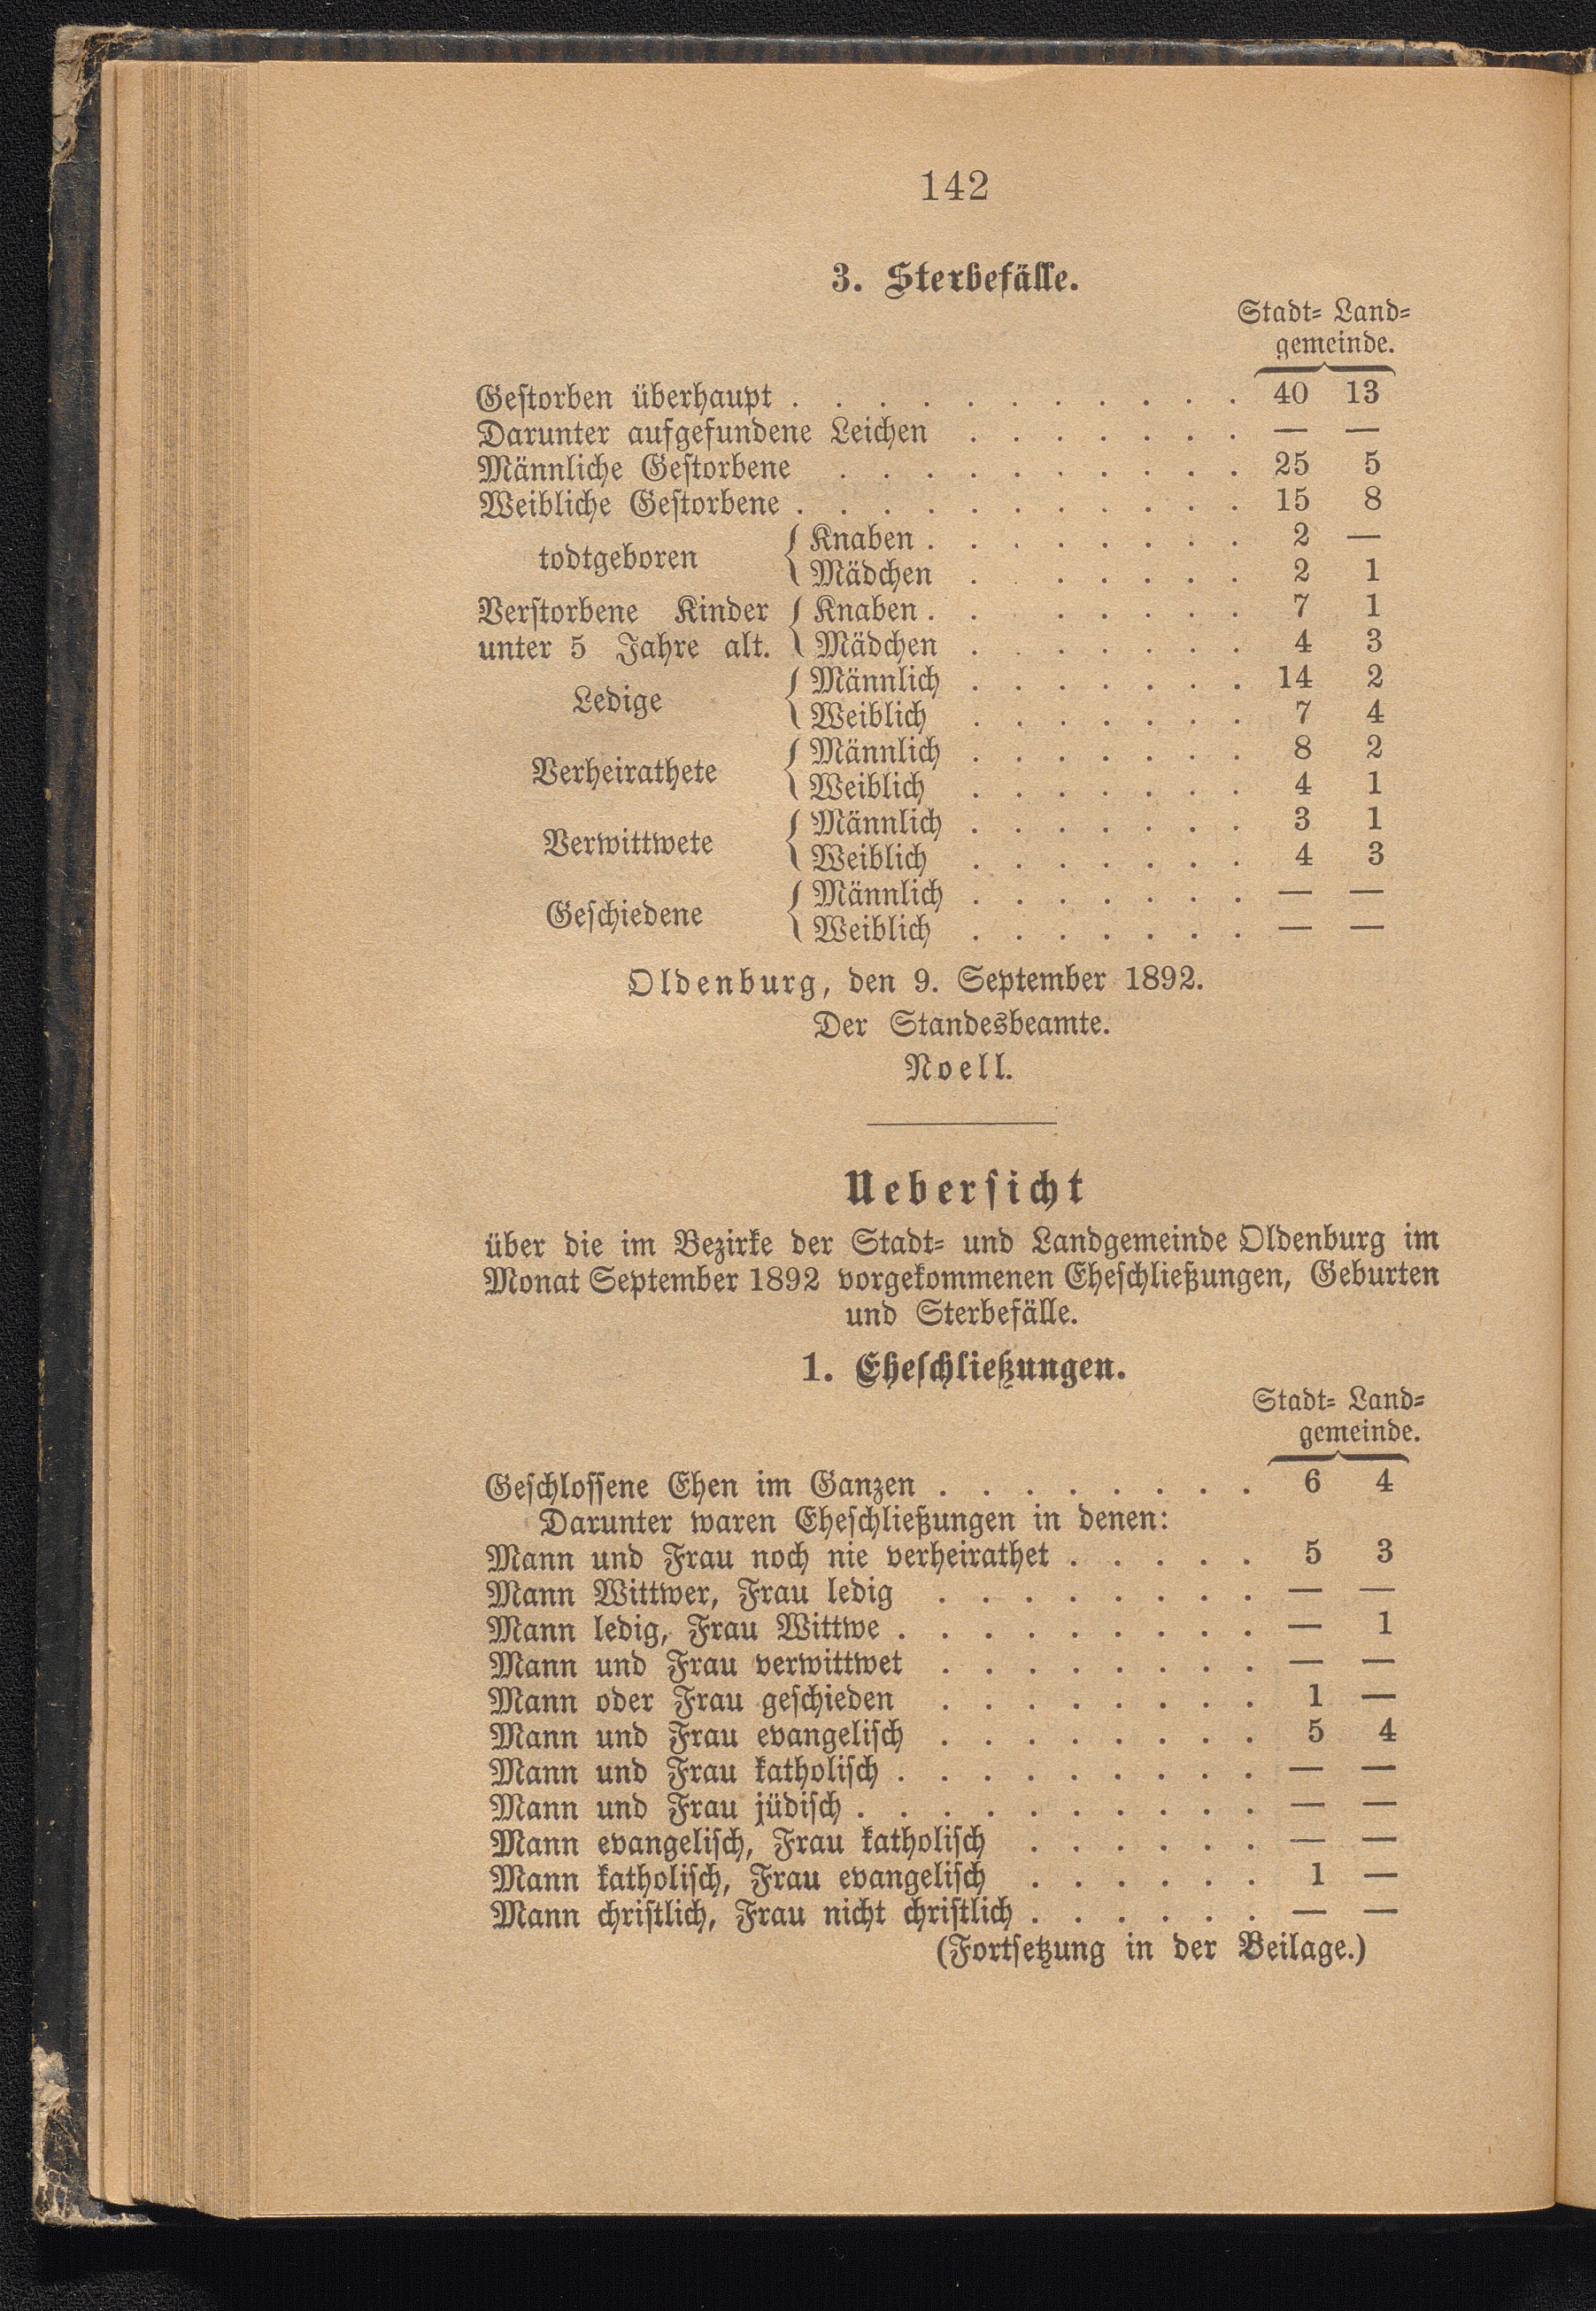 142
3. Sterbefälle.
Stadt- Land-
gemeinde.
Gestorben überhaupt . . . . . . . . . . . 40 13
Darunter aufgefundene Leichen . . . . . . . — —
Männliche Gestorbene . . . . . . . . . . 25 5
Weibliche Gestorbene . . . . . . . . . . . 15 8
todtgeboren { Knaben . . . . . . . . 2 —
Mädchen . . . . . . . 2 1
Verstorbene Kinder { Knaben . . . . . . . . 7 1
unter 5 Jahre alt. Mädchen . . . . . . . 4 3
Ledige { Männlich . . . . . . . 14 2
Weiblich . . . . . . . 7 4
Verheirathete { Männlich . . . . . . . 8 2
Weiblich . . . . . . . 4 1
Verwittwete { Männlich . . . . . . . 3 1
Weiblich . . . . . . . 4 3
Geschiedene { Männlich . . . . . . . — —
Weiblich . . . . . . . — —
Oldenburg, den 9. September 1892.
Der Standesbeamte.
Noell.
Uebersicht
über die im Bezirke der Stadt- und Landgemeinde Oldenburg im
Monat September 1892 vorgekommenen Eheschließungen, Geburten
und Sterbefälle.
1. Eheschließungen.
Stadt- Land-
gemeinde.
Geschlossene Ehen im Ganzen . . . . . . . . 6 4
Darunter waren Eheschließungen in denen:
Mann und Frau noch nie verheirathet . . . . . 5 3
Mann Wittwer, Frau ledig . . . . . . . . — —
Mann ledig, Frau Wittwe . . . . . . . . . — 1
Mann und Frau verwittwet . . . . . . . . — —
Mann oder Frau geschieden . . . . . . . . 1 —
Mann und Frau evangelisch . . . . . . . . 5 4
Mann und Frau katholisch . . . . . . . . . — —
Mann und Frau jüdisch . . . . . . . . . . — —
Mann evangelisch, Frau katholisch . . . . . . — —
Mann katholisch, Frau evangelisch . . . . . . 1 —
Mann christlich, Frau nicht christlich . . . . . . — —
(Fortsetzung in der Beilage.)